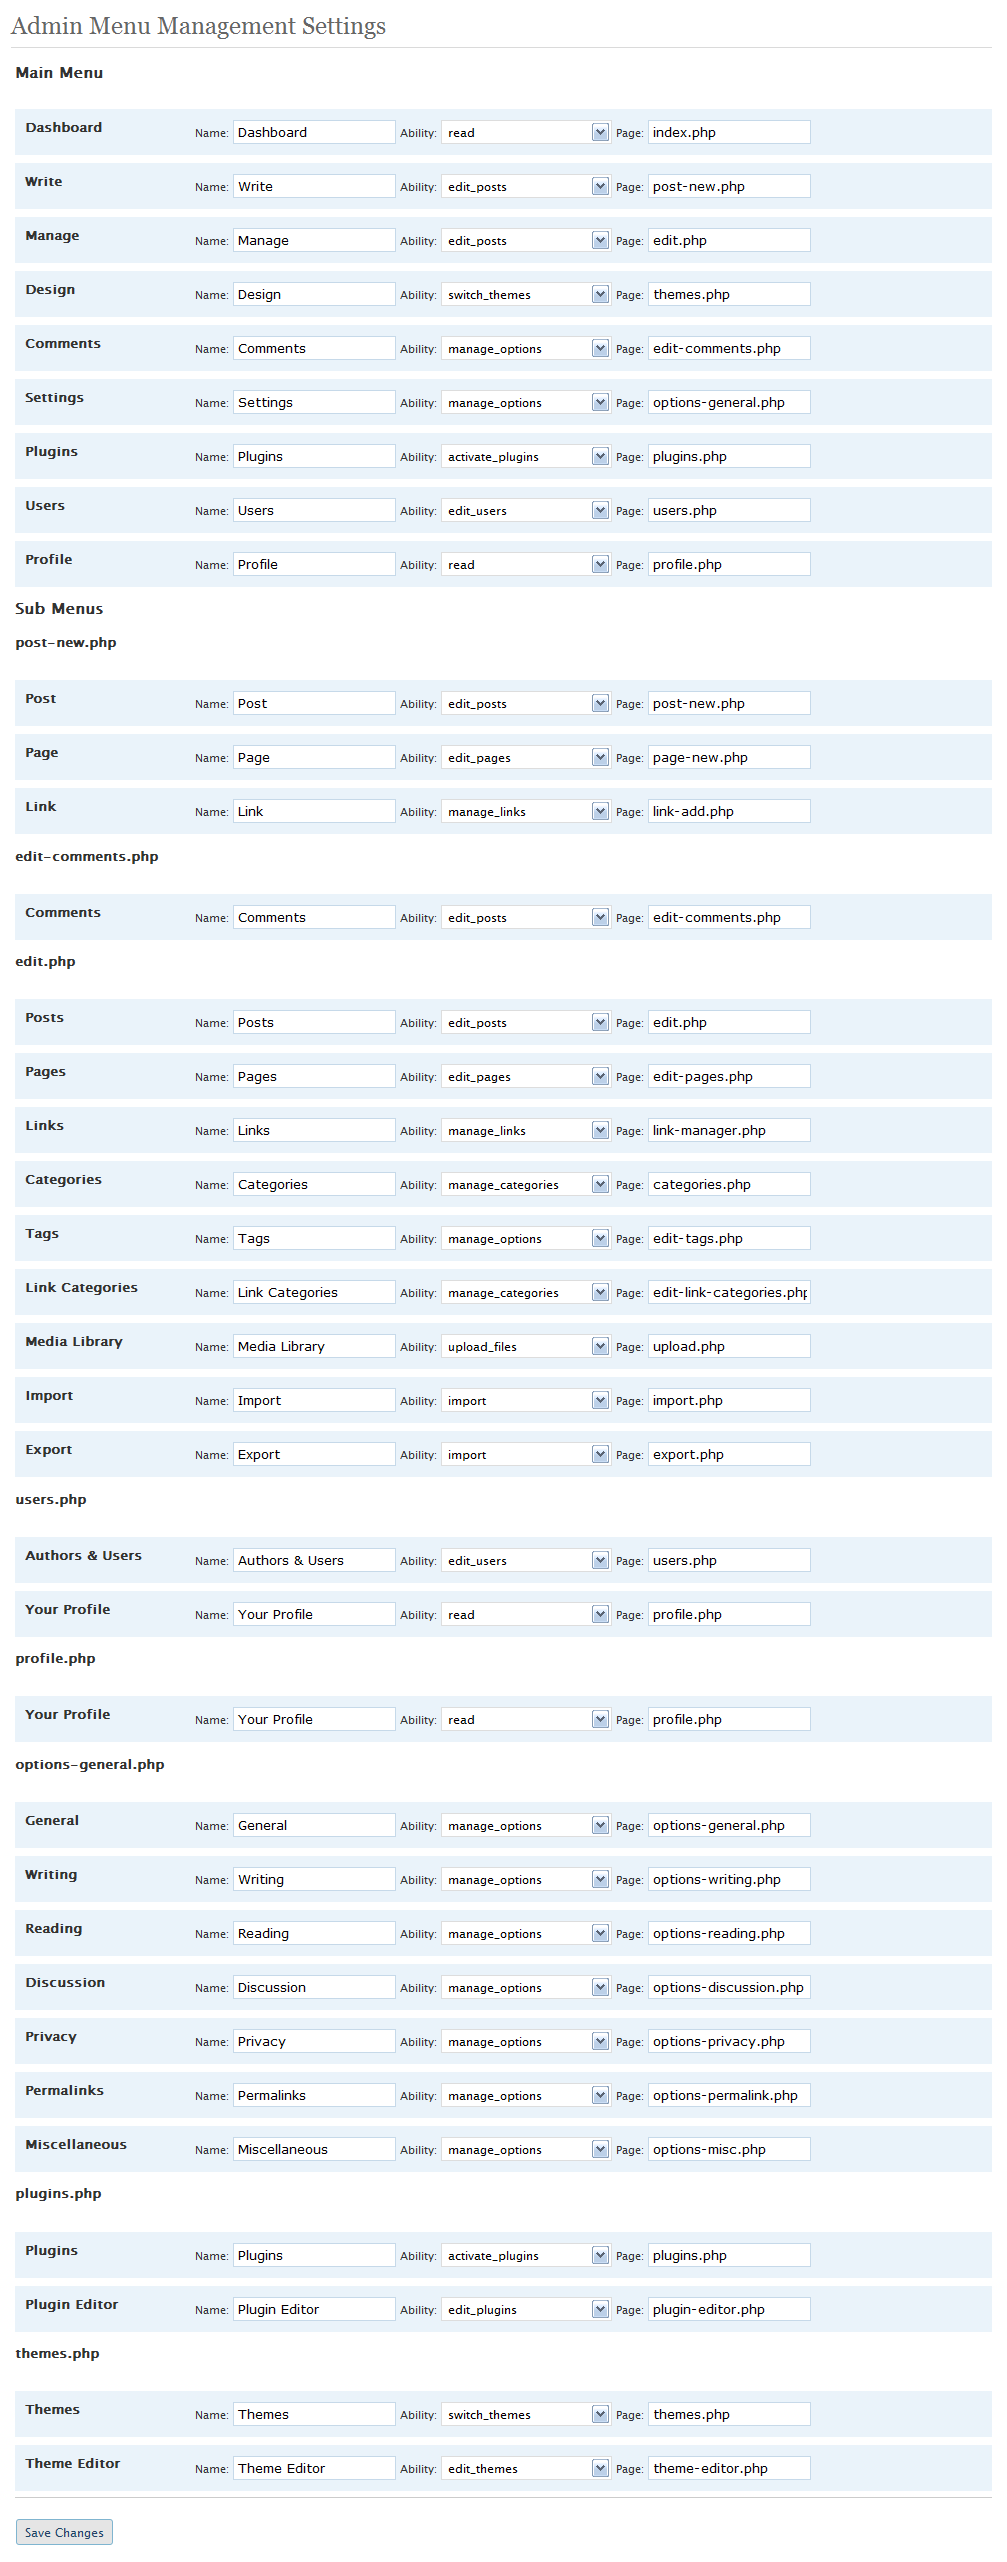 Admin Menu Management Settings
Main Menu
Dashboard Name: Dashboard Ability: read Page: index.php
Write Name: Write Ability: edit_posts Page: post-new.php
Manage Name: Manage Ability: edit_posts Page: edit.php
Design Name: Design Ability: switch_themes Page: themes.php
Comments Name: Comments Ability: manage_options Page: edit-comments.php
Settings Name: Settings Ability: manage_options Page: options-general.php
Plugins Name: Plugins Ability: activate_plugins Page: plugins.php
Users Name: Users Ability: edit_users Page: users.php
Profile Name: Profile Ability: read Page: profile.php
Sub Menus
post-new.php
Post Name: Post Ability: edit_posts Page: post-new.php
Page Name: Page Ability: edit_pages Page: page-new.php
Link Name: Link Ability: manage_links Page: link-add.php
edit-comments.php
Comments Name: Comments Ability: edit_posts Page: edit-comments.php
edit.php
Posts Name: Posts Ability: edit_posts Page: edit.php
Pages Name: Pages Ability: edit_pages Page: edit-pages.php
Links Name: Links Ability: manage_links Page: link-manager.php
Categories Name: Categories Ability: manage_categories Page: categories.php
Tags Name: Tags Ability: manage_options Page: edit-tags.php
Link Categories Name: Link Categories Ability: manage_categories Page: edit-link-categories.php
Media Library Name: Media Library Ability: upload_files Page: upload.php
Import Name: Import Ability: import Page: import.php
Export Name: Export Ability: import Page: export.php
users.php
Authors & Users Name: Authors & Users Ability: edit_users Page: users.php
Your Profile Name: Your Profile Ability: read Page: profile.php
profile.php
Your Profile Name: Your Profile Ability: read Page: profile.php
options-general.php
General Name: General Ability: manage_options Page: options-general.php
Writing Name: Writing Ability: manage_options Page: options-writing.php
Reading Name: Reading Ability: manage_options Page: options-reading.php
Discussion Name: Discussion Ability: manage_options Page: options-discussion.php
Privacy Name: Privacy Ability: manage_options Page: options-privacy.php
Permalinks Name: Permalinks Ability: manage_options Page: options-permalink.php
Miscellaneous Name: Miscellaneous Ability: manage_options Page: options-misc.php
plugins.php
Plugins Name: Plugins Ability: activate_plugins Page: plugins.php
Plugin Editor Name: Plugin Editor Ability: edit_plugins Page: plugin-editor.php
themes.php
Themes Name: Themes Ability: switch_themes Page: themes.php
Theme Editor Name: Theme Editor Ability: edit_themes Page: theme-editor.php
Save Changes